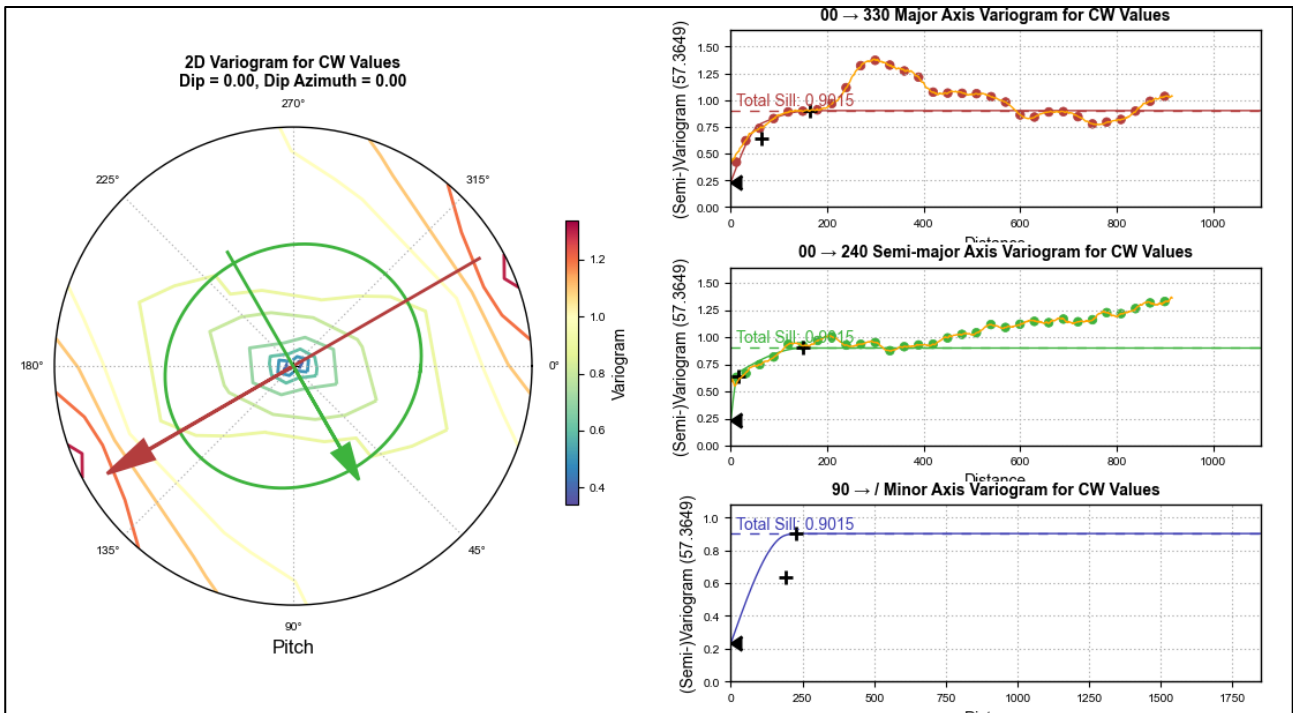 2D Variogram for CW Values
Dip = 0.00, Dip Azimuth = 0.00
270°
225°
315°
180°
0°
135°
45°
90°
Pitch
1.2
1.0
0.8
0.6
0.4
Variogram
00 → 330 Major Axis Variogram for CW Values
(Semi-)Variogram (57.3649)
1.50
1.25
1.00
0.75
0.50
0.25
0.00
Total Sill: 0.9015
0 200 400 600 800 1000
Distance
00 → 240 Semi-major Axis Variogram for CW Values
(Semi-)Variogram (57.3649)
1.50
1.25
1.00
0.75
0.50
0.25
0.00
Total Sill: 0.9015
0 200 400 600 800 1000
Distance
90 → / Minor Axis Variogram for CW Values
(Semi-)Variogram (57.3649)
1.0
0.8
0.6
0.4
0.2
0.0
Total Sill: 0.9015
0 250 500 750 1000 1250 1500 1750